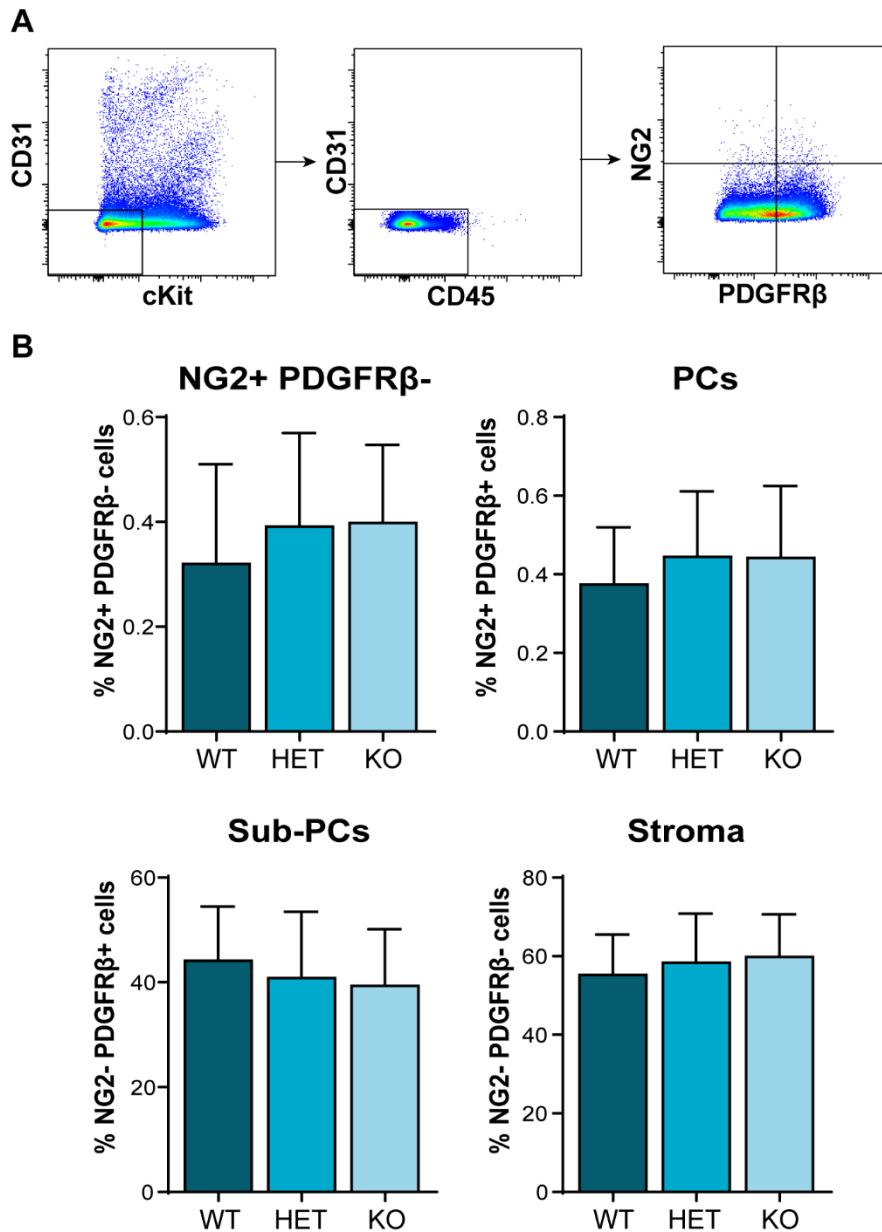 A
CD31
cKit
CD31
CD45
NG2
PDGFRβ
B
NG2+ PDGFRβ-
% NG2+ PDGFRβ- cells
0.6
0.4
0.2
0.0
WT HET KO
PCs
% NG2+ PDGFRβ+ cells
0.8
0.6
0.4
0.2
0.0
WT HET KO
Sub-PCs
% NG2- PDGFRβ+ cells
60
40
20
0
WT HET KO
Stroma
% NG2- PDGFRβ- cells
80
60
40
20
0
WT HET KO